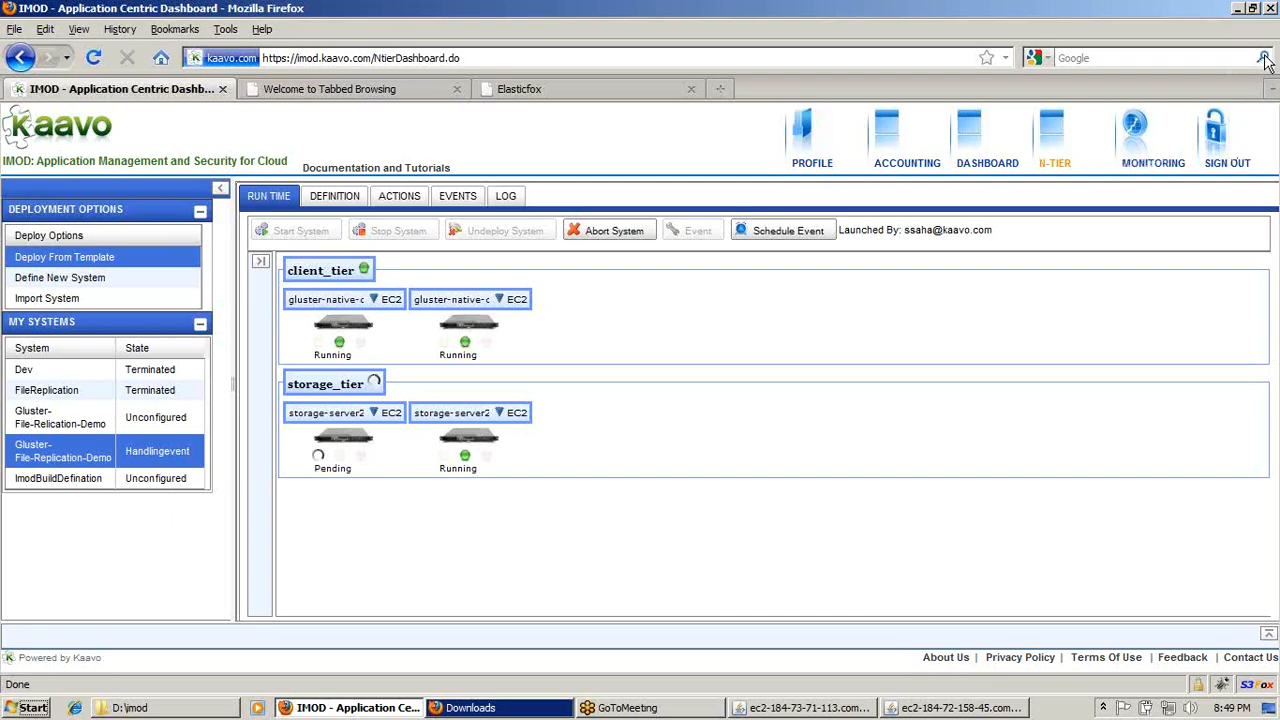 IMOD - Application Centric Dashboard - Mozilla Firefox
File Edit View History Bookmarks Tools Help
kaavo.com https://imod.kaavo.com/NtierDashboard.do Google
IMOD - Application Centric Dashb... Welcome to Tabbed Browsing Elasticfox
kaavo
IMOD: Application Management and Security for Cloud
Documentation and Tutorials
PROFILE ACCOUNTING DASHBOARD N-TIER MONITORING SIGN OUT
DEPLOYMENT OPTIONS
Deploy Options
Deploy From Template
Define New System
Import System
MY SYSTEMS
System State
Dev Terminated
FileReplication Terminated
Gluster-
File-Relication-Demo Unconfigured
Gluster-
File-Replication-Demo Handlingevent
ImodBuildDefination Unconfigured
RUN TIME DEFINITION ACTIONS EVENTS LOG
Start System Stop System Undeploy System Abort System Event Schedule Event Launched By: ssaha@kaavo.com
client_tier
gluster-native-c EC2 gluster-native-c EC2
Running Running
storage_tier
storage-server2 EC2 storage-server2 EC2
Pending Running
Powered by Kaavo
About Us | Privacy Policy | Terms Of Use | Feedback | Contact Us
Done S3Fox
Start D:\imod IMOD - Application Ce... Downloads GoToMeeting ec2-184-73-71-113.com... ec2-184-72-158-45.com... 8:49 PM